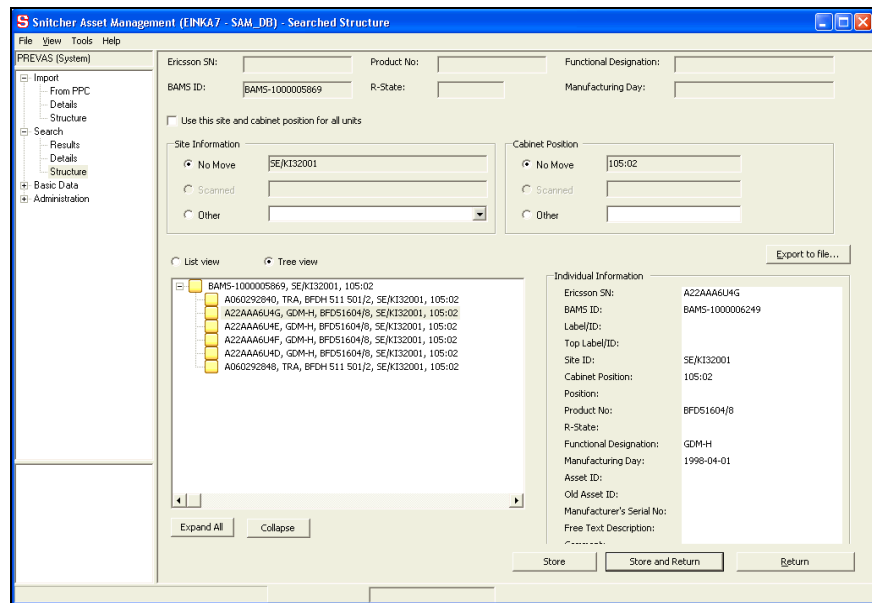 Snitcher Asset Management (EINKA7 - SAM_DB) - Searched Structure
File View Tools Help
PREVAS (System)
Import
From PPC
Details
Structure
Search
Results
Details
Structure
Basic Data
Administration
Ericsson SN: Product No: Functional Designation:
BAMS ID: BAMS-1000005869 R-State: Manufacturing Day:
Use this site and cabinet position for all units
Site Information
No Move SE/KI32001
Scanned
Other
Cabinet Position
No Move 105:02
Scanned
Other
Export to file...
List view Tree view
BAMS-1000005869, SE/KI32001, 105:02
A060292840, TRA, BFDH 511 501/2, SE/KI32001, 105:02
A22AAA6U4G, GDM-H, BFD51604/8, SE/KI32001, 105:02
A22AAA6U4E, GDM-H, BFD51604/8, SE/KI32001, 105:02
A22AAA6U4F, GDM-H, BFD51604/8, SE/KI32001, 105:02
A22AAA6U4D, GDM-H, BFD51604/8, SE/KI32001, 105:02
A060292848, TRA, BFDH 511 501/2, SE/KI32001, 105:02
Expand All Collapse
Individual Information
Ericsson SN: A22AAA6U4G
BAMS ID: BAMS-1000006249
Label/ID:
Top Label/ID:
Site ID: SE/KI32001
Cabinet Position: 105:02
Position:
Product No: BFD51604/8
R-State:
Functional Designation: GDM-H
Manufacturing Day: 1998-04-01
Asset ID:
Old Asset ID:
Manufacturer's Serial No:
Free Text Description:
Store Store and Return Return